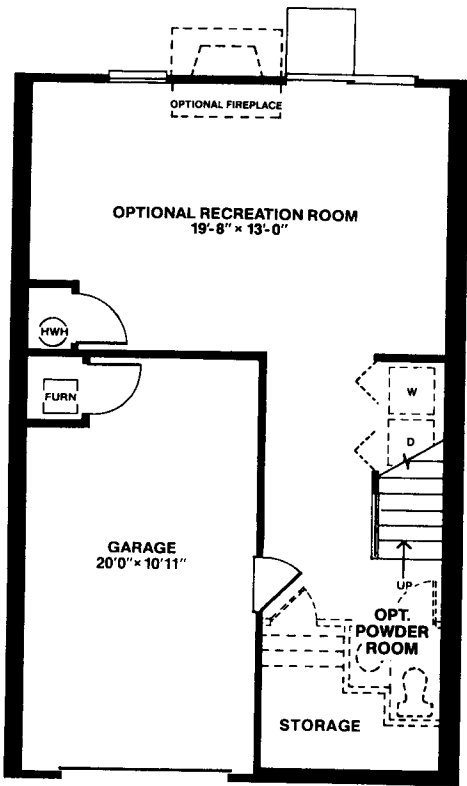 OPTIONAL FIREPLACE
OPTIONAL RECREATION ROOM
19'-8" × 13'-0"
HWH
FURN
W
D
GARAGE
20'0" × 10'11"
UP
OPT.
POWDER
ROOM
STORAGE